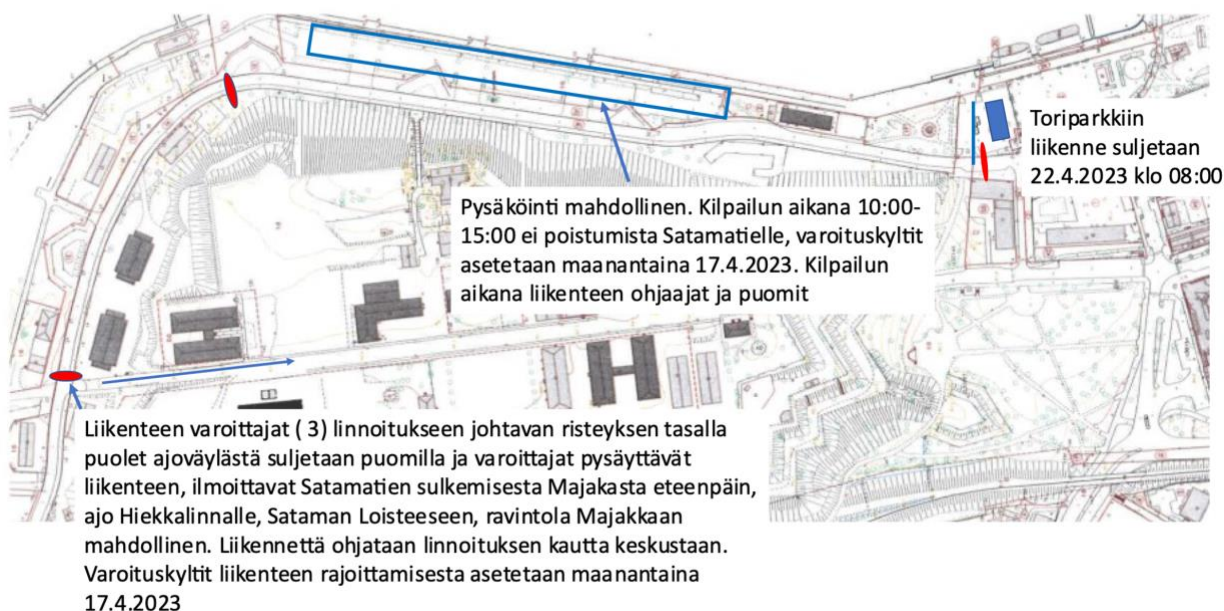 Toriparkkiin
liikenne suljetaan
22.4.2023 klo 08:00
Pysäköinti mahdollinen. Kilpailun aikana 10:00-
15:00 ei poistumista Satamatielle, varoituskyltit
asetetaan maanantaina 17.4.2023. Kilpailun
aikana liikenteen ohjaajat ja puomit
Liikenteen varoittajat ( 3) linnoitukseen johtavan risteyksen tasalla
puolet ajoväylästä suljetaan puomilla ja varoittajat pysäyttävät
liikenteen, ilmoittavat Satamatien sulkemisesta Majakasta eteenpäin,
ajo Hiekkalinnalle, Sataman Loisteeseen, ravintola Majakkaan
mahdollinen. Liikennettä ohjataan linnoituksen kautta keskustaan.
Varoituskyltit liikenteen rajoittamisesta asetetaan maanantaina
17.4.2023